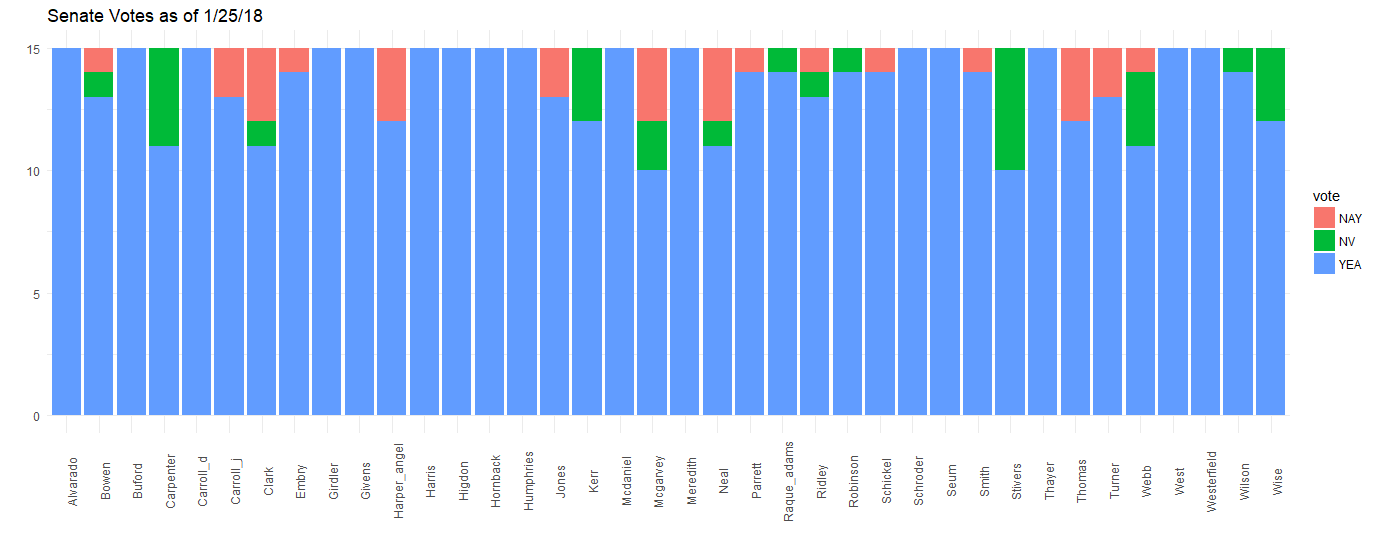 Senate Votes as of 1/25/18
15
10
5
0
Alvarado
Bowen
Buford
Carpenter
Carroll_d
Carroll_j
Clark
Embry
Girdler
Givens
Harper_angel
Harris
Higdon
Hornback
Humphries
Jones
Kerr
Mcdaniel
Mcgarvey
Meredith
Neal
Parrett
Raque_adams
Ridley
Robinson
Schickel
Schroder
Seum
Smith
Stivers
Thayer
Thomas
Turner
Webb
West
Westerfield
Wilson
Wise
vote
NAY
NV
YEA